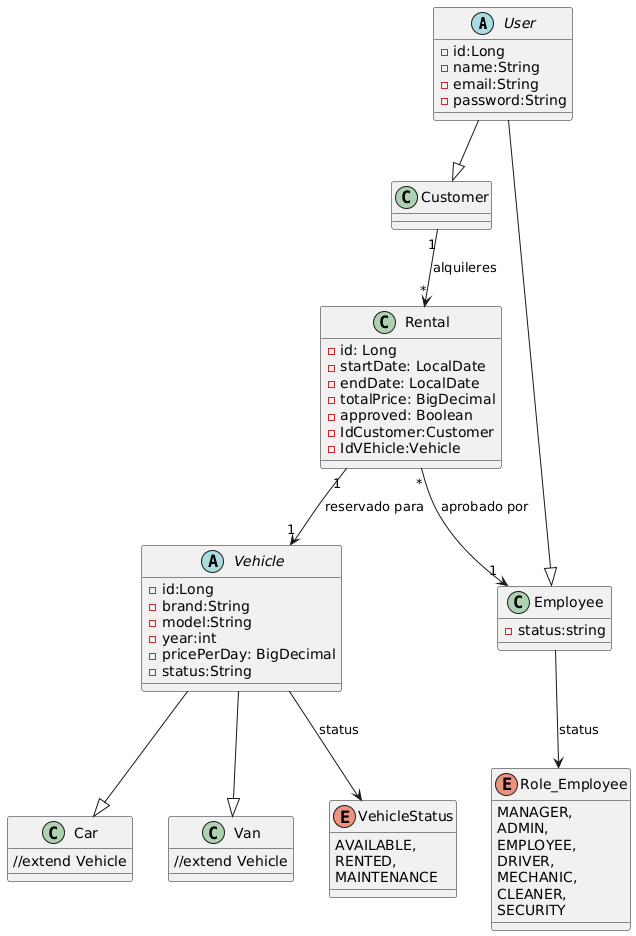 A User
id:Long
name:String
email:String
password:String
C Customer
1
alquileres
*
C Rental
id: Long
startDate: LocalDate
endDate: LocalDate
totalPrice: BigDecimal
approved: Boolean
IdCustomer:Customer
IdVEhicle:Vehicle
1
*
reservado para
aprobado por
1
1
A Vehicle
id:Long
brand:String
model:String
year:int
pricePerDay: BigDecimal
status:String
C Employee
status:string
status
status
C Car
//extend Vehicle
C Van
//extend Vehicle
E VehicleStatus
AVAILABLE,
RENTED,
MAINTENANCE
E Role_Employee
MANAGER,
ADMIN,
EMPLOYEE,
DRIVER,
MECHANIC,
CLEANER,
SECURITY